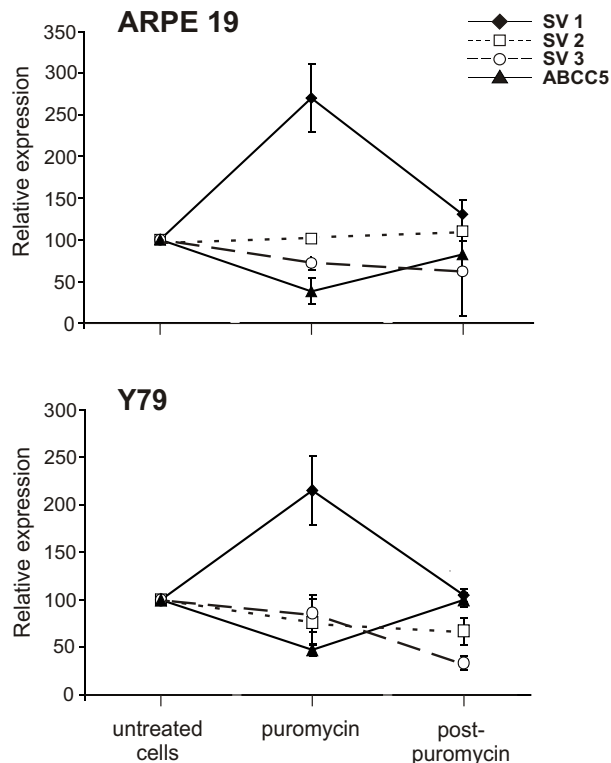 ARPE 19
SV 1
SV 2
SV 3
ABCC5
Relative expression
350
300
250
200
150
100
50
0
Y79
Relative expression
300
250
200
150
100
50
0
untreated
cells
puromycin
post-
puromycin